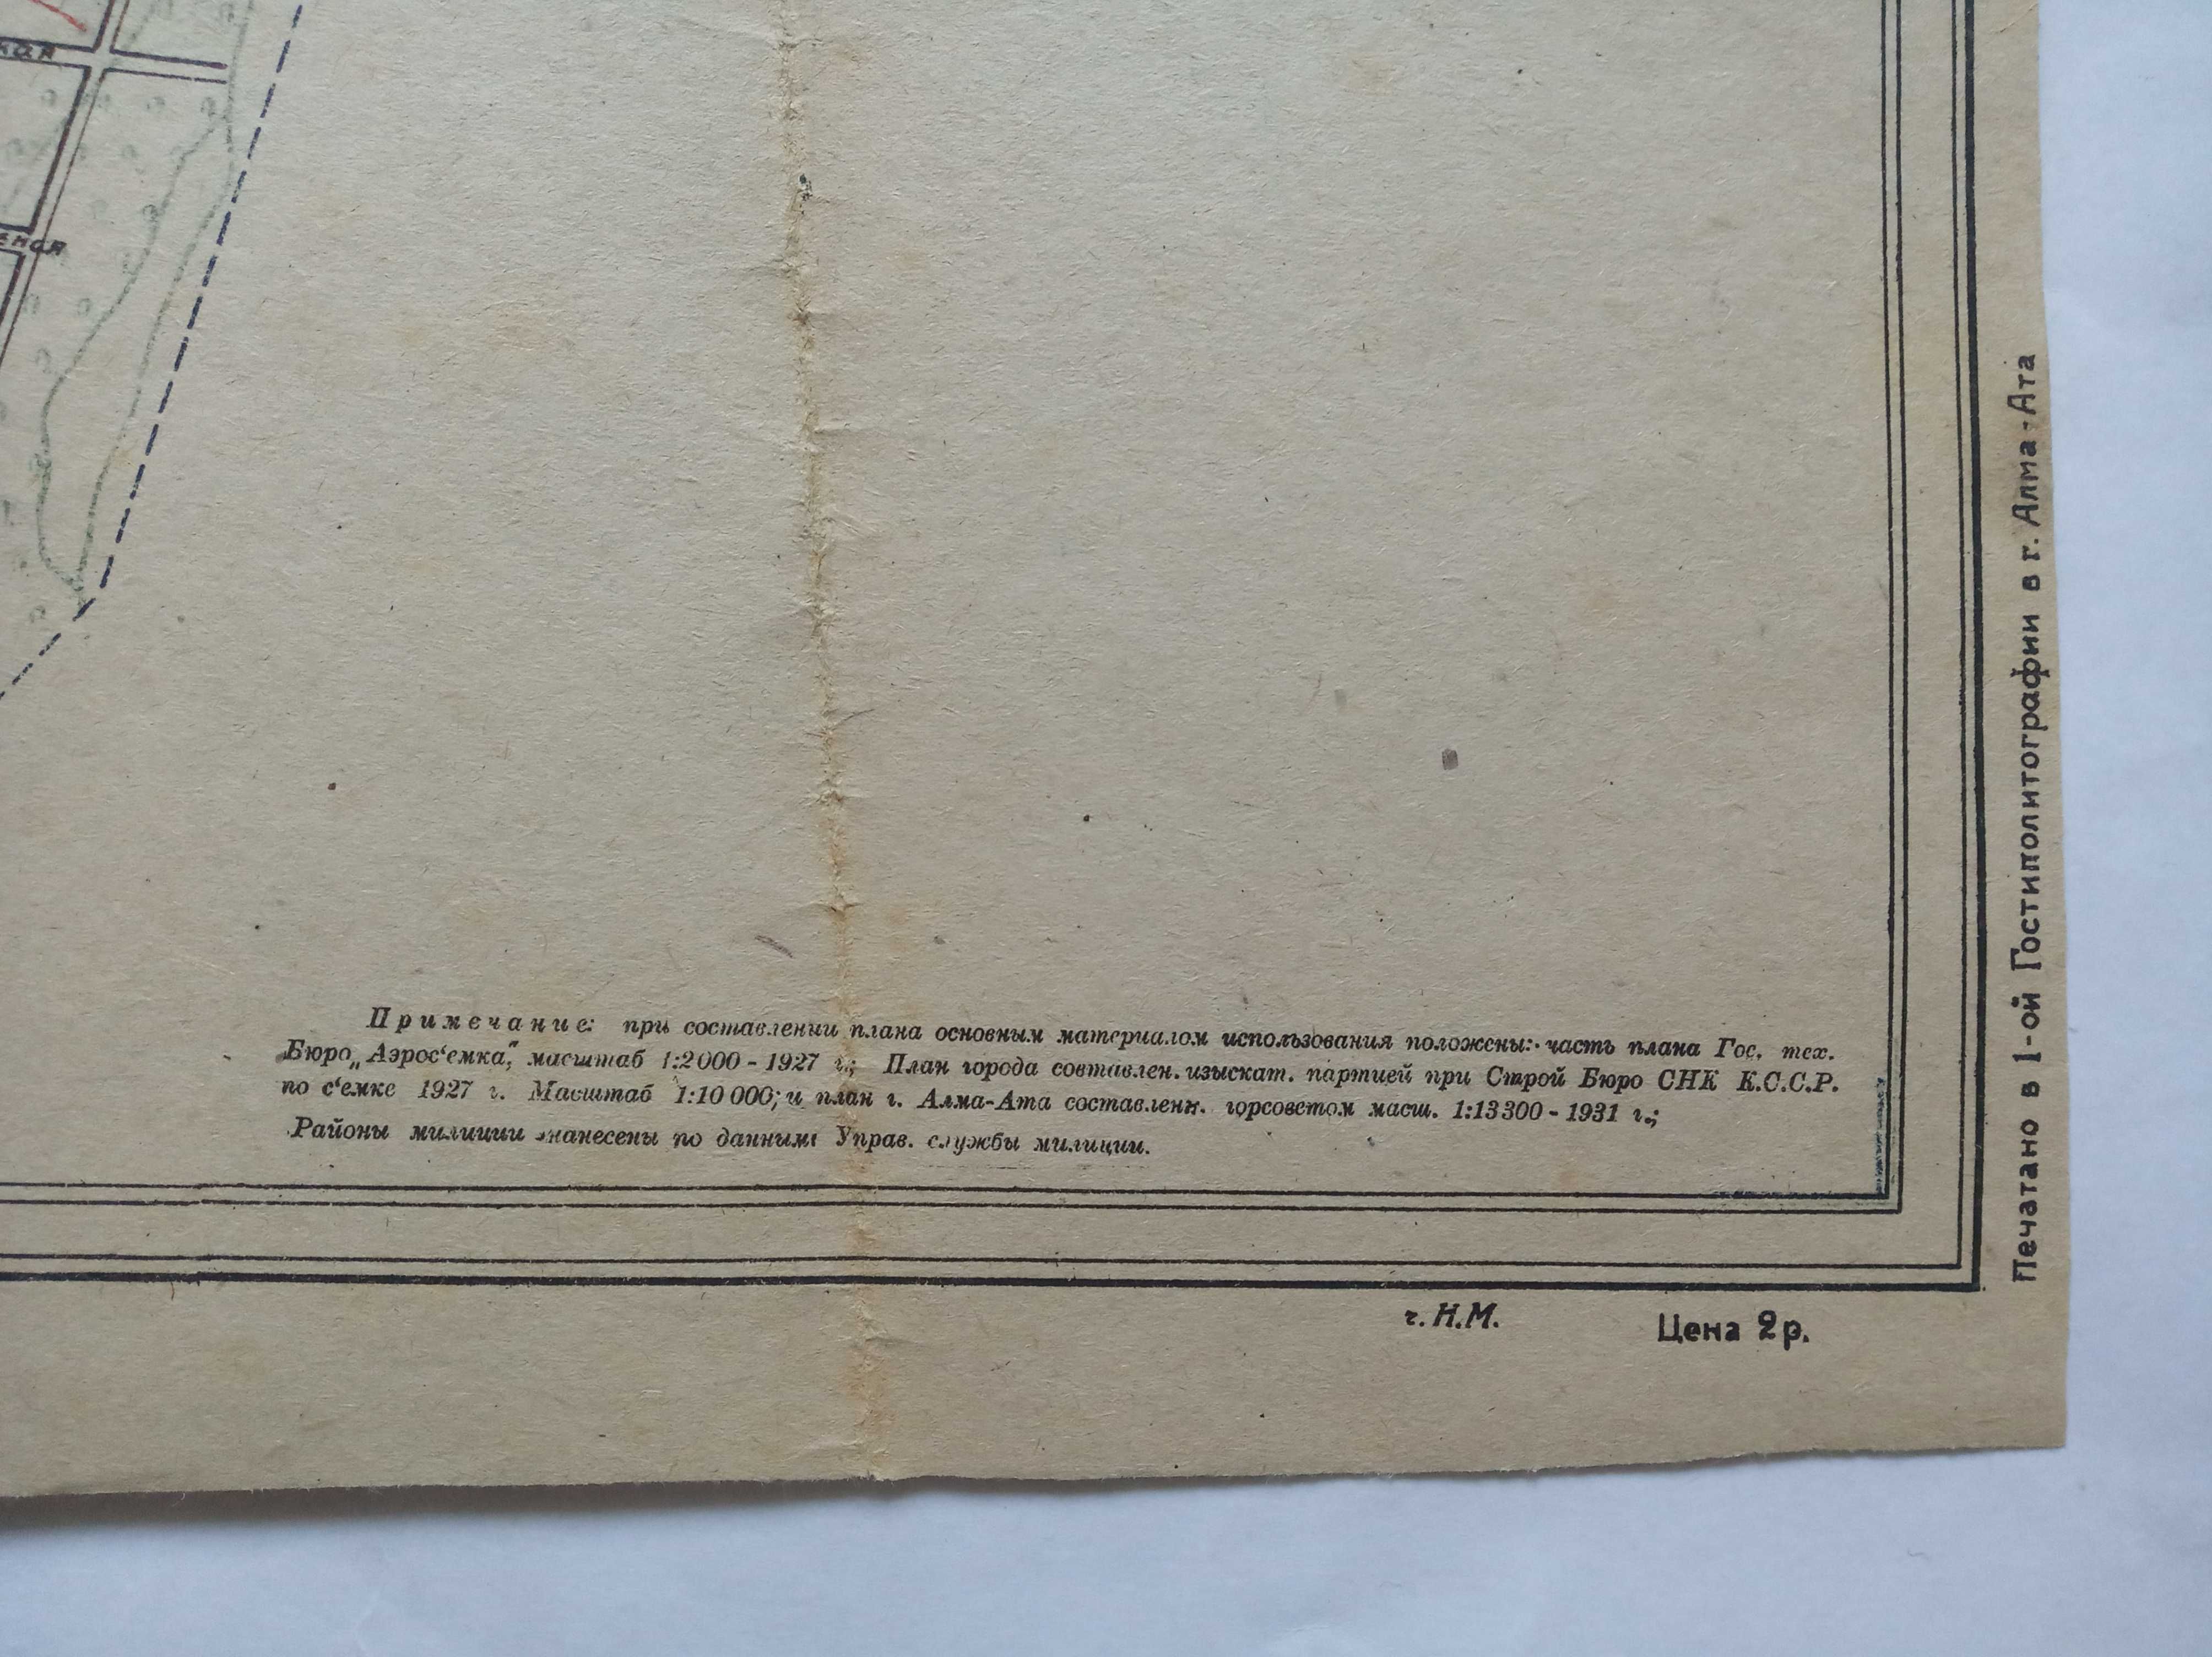 кая
Примечание: при составлении плана основным материалом использования положены: часть плана Гос. тех.
Бюро „Аэрос‘емка“, масштаб 1:2000 - 1927 г.; План города совтавлен. изыскат. партией при Строй Бюро СНК К.С.С.Р.
по с‘емке 1927 г. Масштаб 1:10 000; и план г. Алма-Ата составленн. горсоветом масш. 1:13300 - 1931 г.;
Районы милиции нанесены по данным Управ. службы милиции.
г. Н.М.
Цена 2р.
Печатано в 1-ой Гостиполитографии в г. Алма-Ата